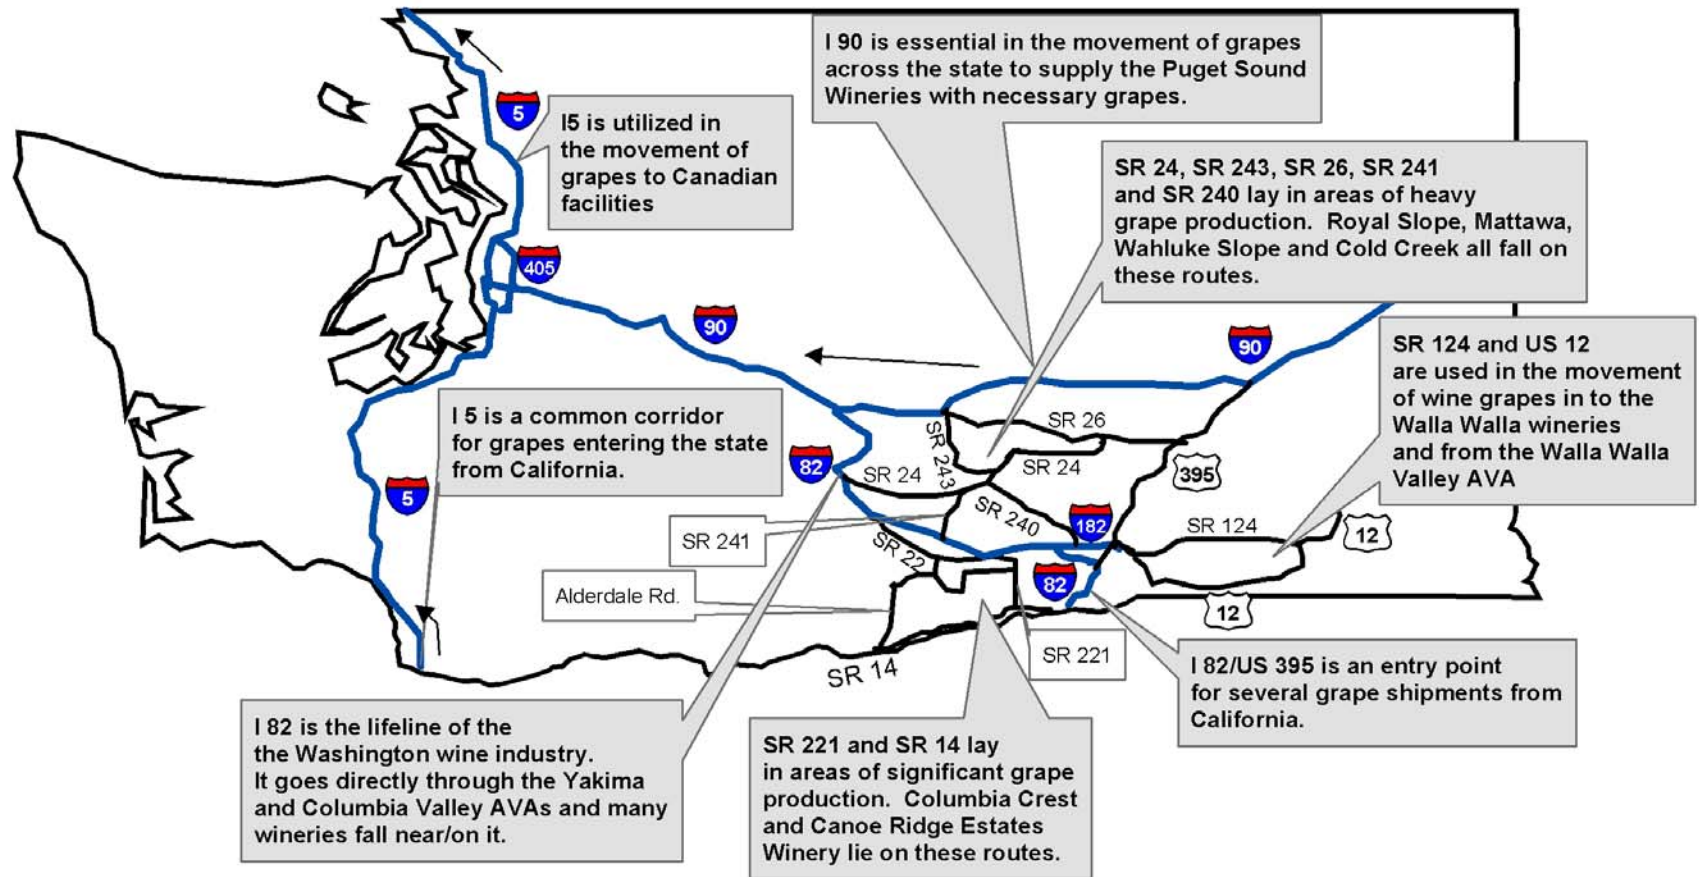 I 90 is essential in the movement of grapes
across the state to supply the Puget Sound
Wineries with necessary grapes.
5
I5 is utilized in
the movement of
grapes to Canadian
facilities
SR 24, SR 243, SR 26, SR 241
and SR 240 lay in areas of heavy
grape production. Royal Slope, Mattawa,
Wahluke Slope and Cold Creek all fall on
these routes.
405
90
90
SR 124 and US 12
are used in the movement
of wine grapes in to the
Walla Walla wineries
and from the Walla Walla
Valley AVA
I 5 is a common corridor
for grapes entering the state
from California.
SR 26
SR 243
82
SR 24
SR 24
395
5
SR 240
182
SR 124
12
SR 241
SR 22
Alderdale Rd.
82
12
SR 221
SR 14
I 82/US 395 is an entry point
for several grape shipments from
California.
I 82 is the lifeline of the
the Washington wine industry.
It goes directly through the Yakima
and Columbia Valley AVAs and many
wineries fall near/on it.
SR 221 and SR 14 lay
in areas of significant grape
production. Columbia Crest
and Canoe Ridge Estates
Winery lie on these routes.